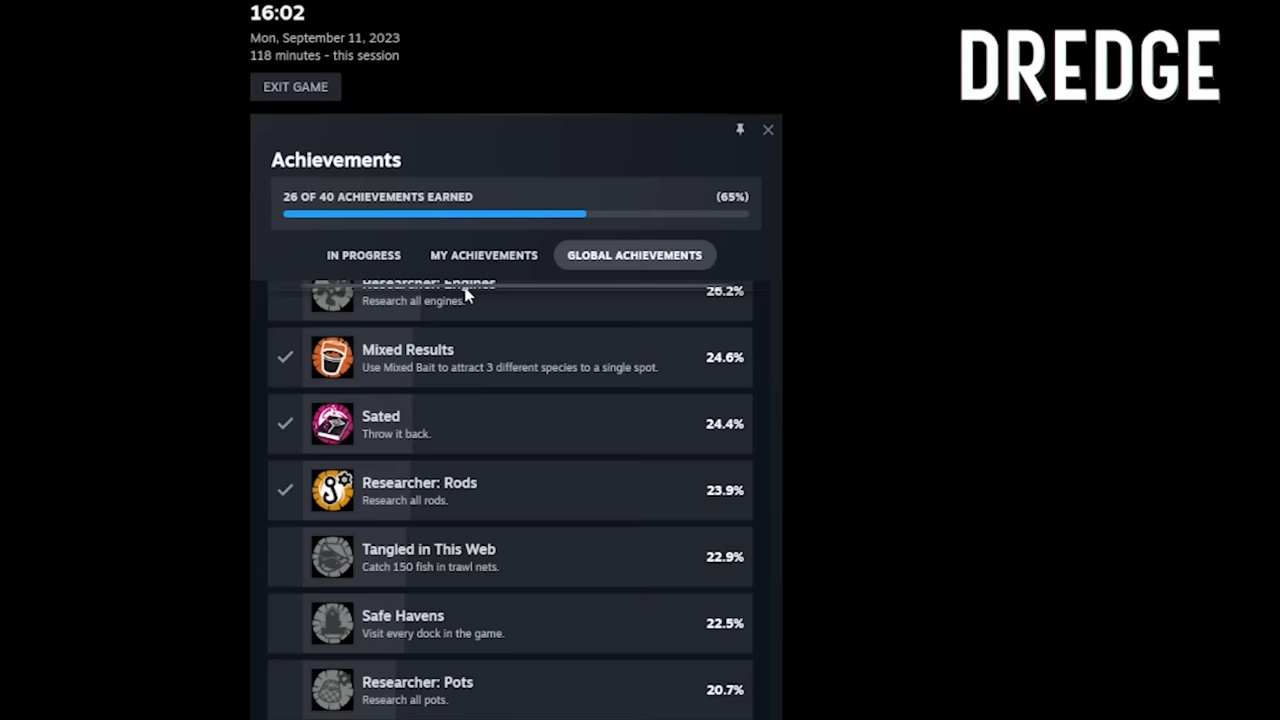 16:02
DREDGE
Mon, September 11, 2023
118 minutes - this session
EXIT GAME
Achievements
26 OF 40 ACHIEVEMENTS EARNED (65%)
IN PROGRESS MY ACHIEVEMENTS GLOBAL ACHIEVEMENTS
Researcher: Engines
Research all engines. 26.2%
Mixed Results
Use Mixed Bait to attract 3 different species to a single spot. 24.6%
Sated
Throw it back. 24.4%
Researcher: Rods
Research all rods. 23.9%
Tangled in This Web
Catch 150 fish in trawl nets. 22.9%
Safe Havens
Visit every dock in the game. 22.5%
Researcher: Pots
Research all pots. 20.7%